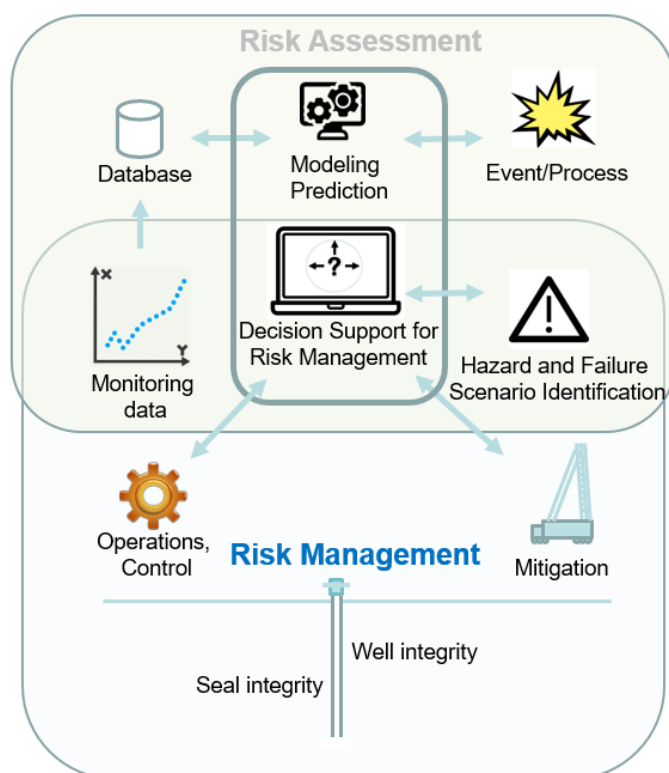 Risk Assessment
Database
Modeling
Prediction
Event/Process
?
X
Y
Monitoring
data
Decision Support for
Risk Management
!
Hazard and Failure
Scenario Identification
Operations,
Control
Risk Management
Mitigation
Well integrity
Seal integrity